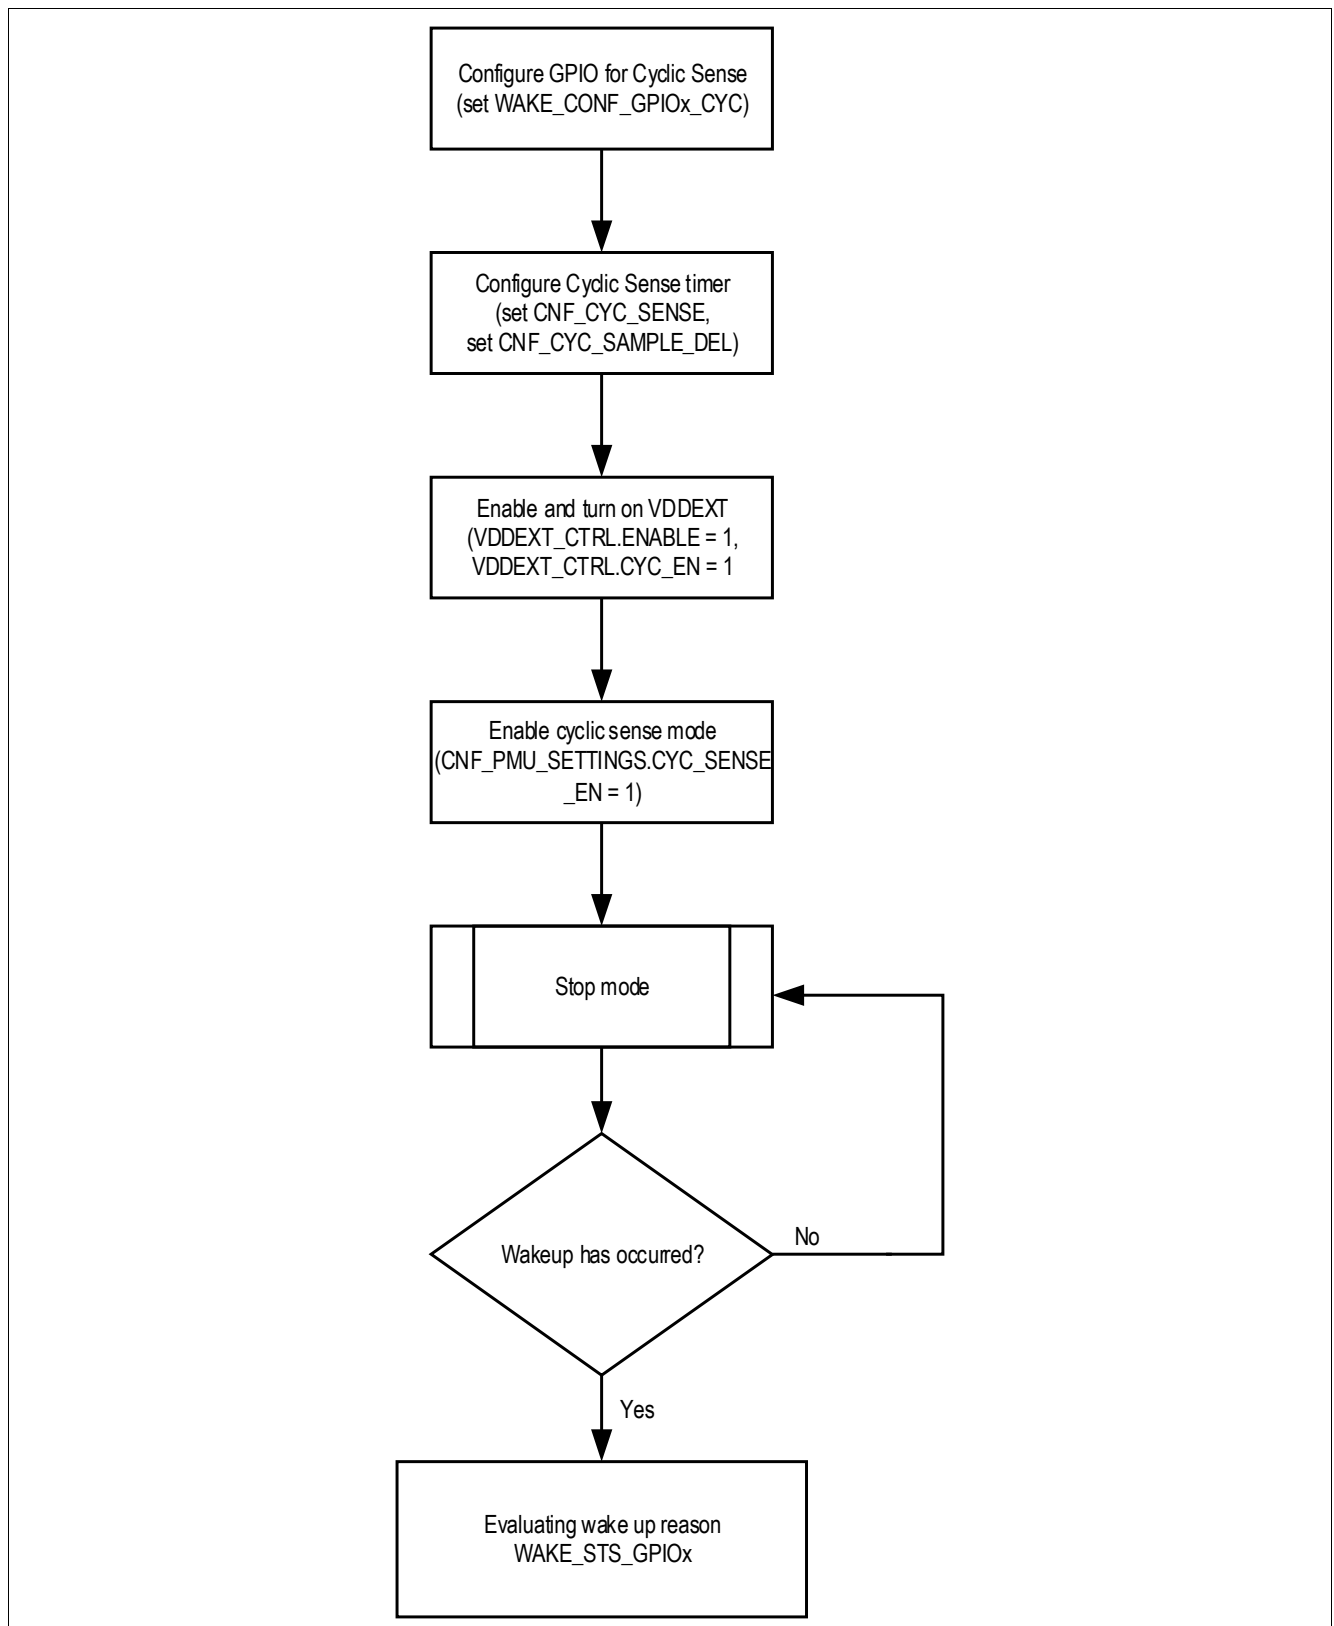 Configure GPIO for Cyclic Sense
(set WAKE_CONF_GPIOx_CYC)
Configure Cyclic Sense timer
(set CNF_CYC_SENSE,
set CNF_CYC_SAMPLE_DEL)
Enable and turn on VDDEXT
(VDDEXT_CTRL.ENABLE = 1,
VDDEXT_CTRL.CYC_EN = 1
Enable cyclic sense mode
(CNF_PMU_SETTINGS.CYC_SENSE
_EN = 1)
Stop mode
Wakeup has occurred?
No
Yes
Evaluating wake up reason
WAKE_STS_GPIOx